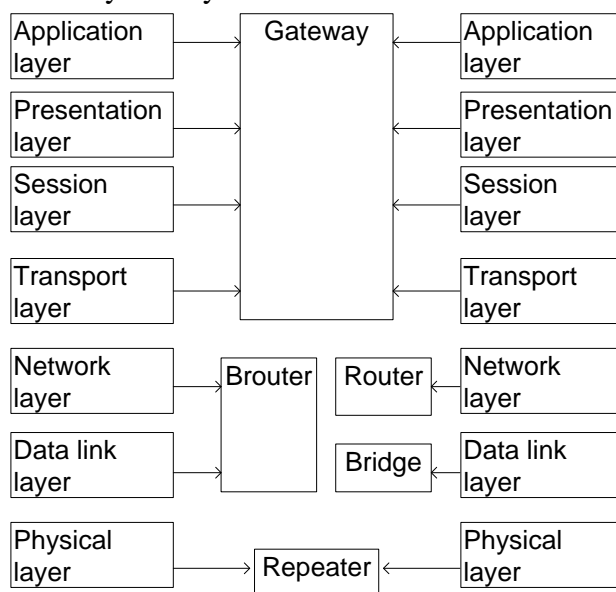 Application
layer
Gateway
Application
layer
Presentation
layer
Presentation
layer
Session
layer
Session
layer
Transport
layer
Transport
layer
Network
layer
Brouter
Router
Network
layer
Data link
layer
Bridge
Data link
layer
Physical
layer
Repeater
Physical
layer